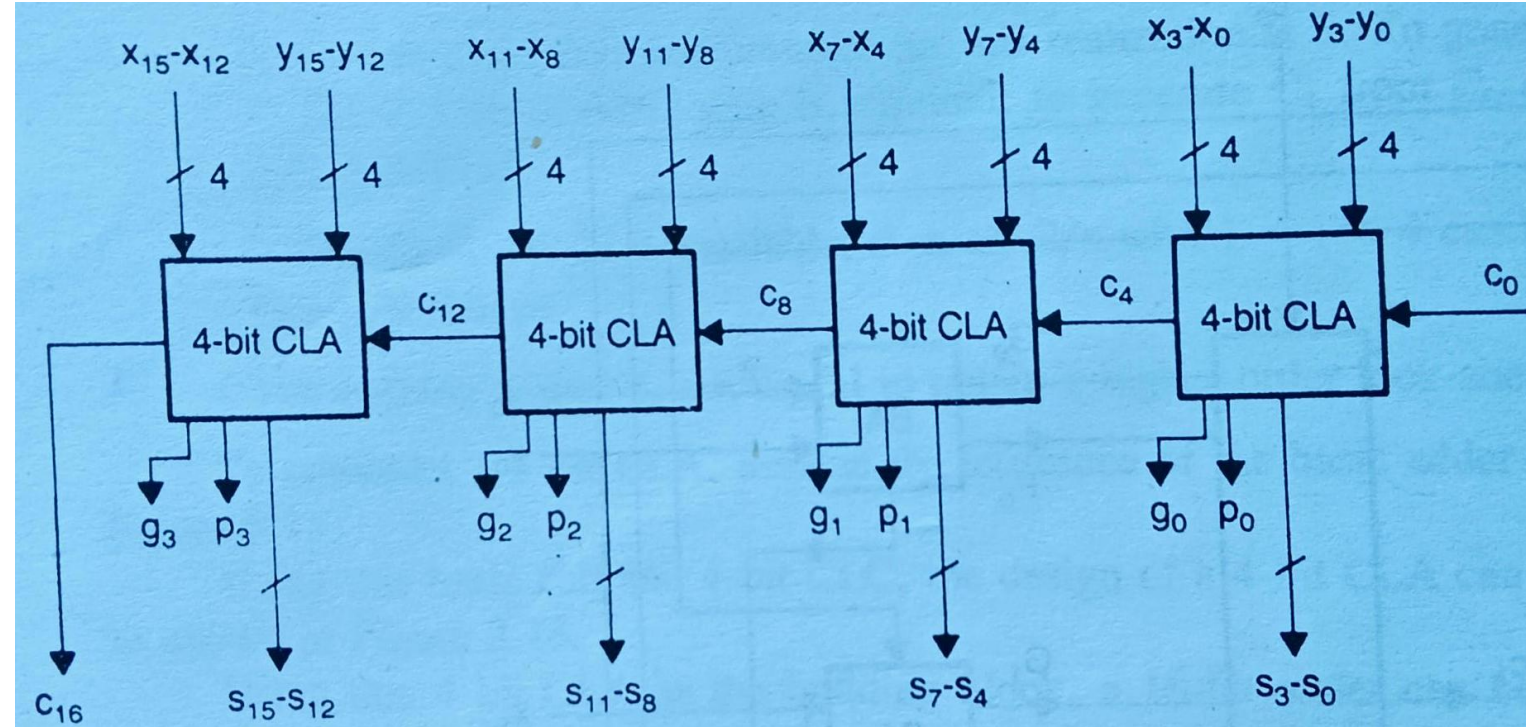 x₁₅-x₁₂ y₁₅-y₁₂ x₁₁-x₈ y₁₁-y₈ x₇-x₄ y₇-y₄ x₃-x₀ y₃-y₀
4 4 4 4 4 4 4 4
c₁₂ c₈ c₄ c₀
4-bit CLA 4-bit CLA 4-bit CLA 4-bit CLA
g₃ p₃ g₂ p₂ g₁ p₁ g₀ p₀
c₁₆ s₁₅-s₁₂ s₁₁-s₈ s₇-s₄ s₃-s₀